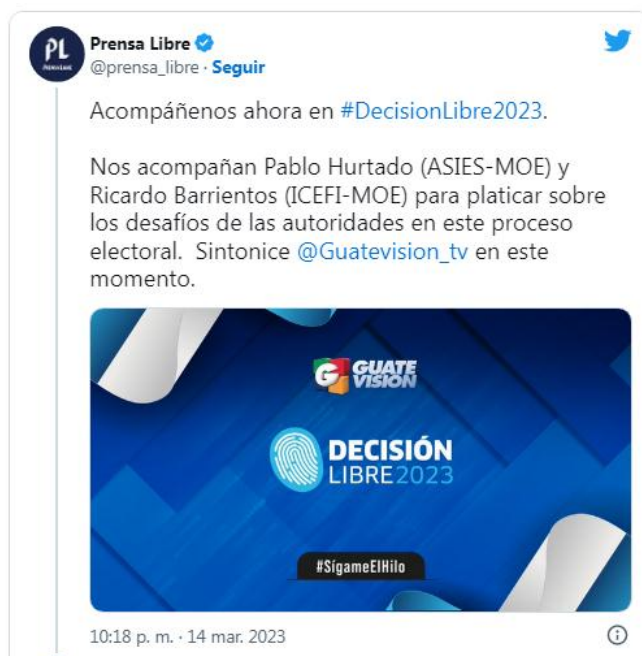 PL
PRENSA LIBRE
Prensa Libre
@prensa_libre · Seguir
Acompáñenos ahora en #DecisionLibre2023.
Nos acompañan Pablo Hurtado (ASIES-MOE) y
Ricardo Barrientos (ICEFI-MOE) para platicar sobre
los desafíos de las autoridades en este proceso
electoral. Sintonice @Guatevision_tv en este
momento.
G GUATE
VISIÓN
DECISIÓN
LIBRE2023
#SígameElHilo
10:18 p. m. · 14 mar. 2023